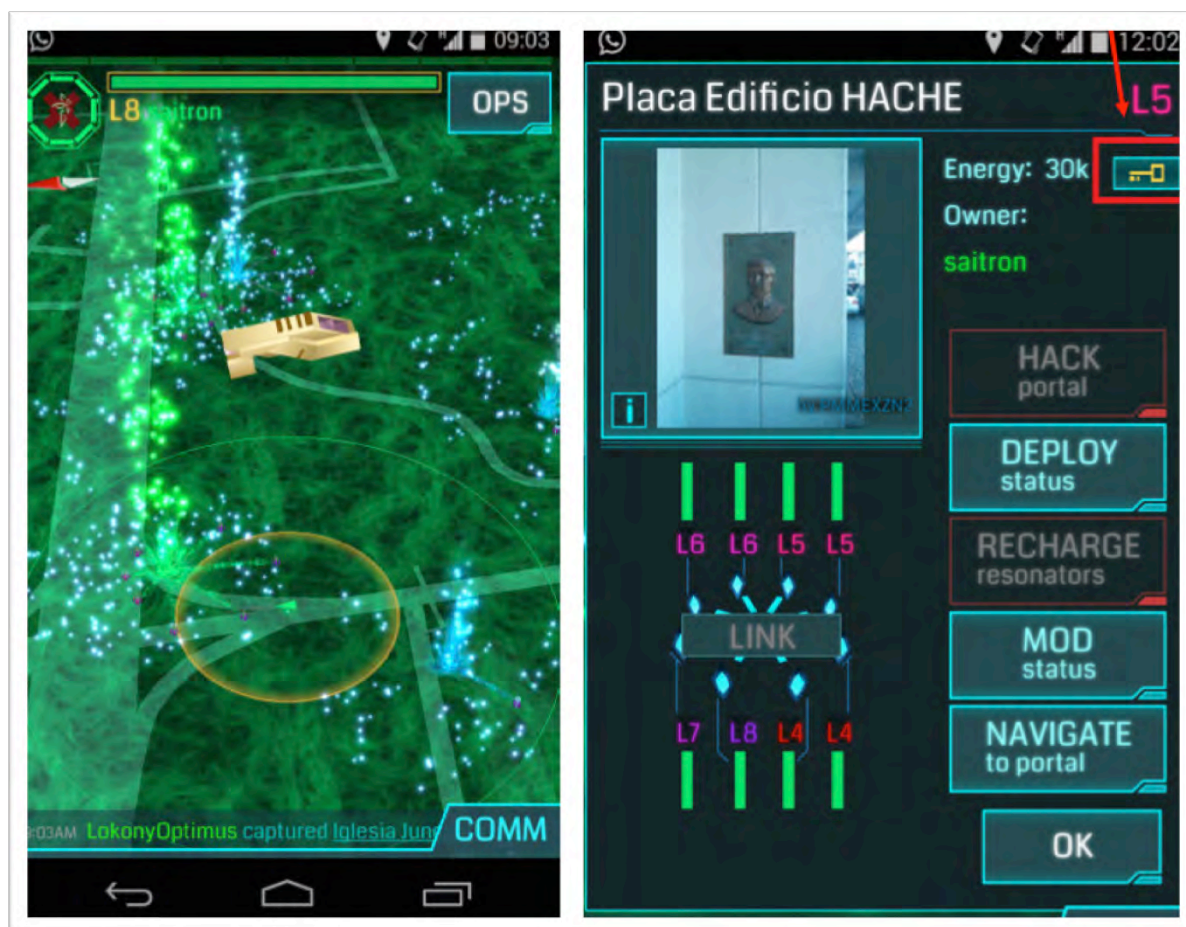 09:03
L8 saitron
OPS
LokonyOptimus captured Iglesia Jun
COMM
12:02
Placa Edificio HACHE
L5
Energy: 30k
Owner:
saitron
i
HACK
portal
DEPLOY
status
L6 L6 L5 L5
RECHARGE
resonators
LINK
MOD
status
L7 L8 L4 L4
NAVIGATE
to portal
OK